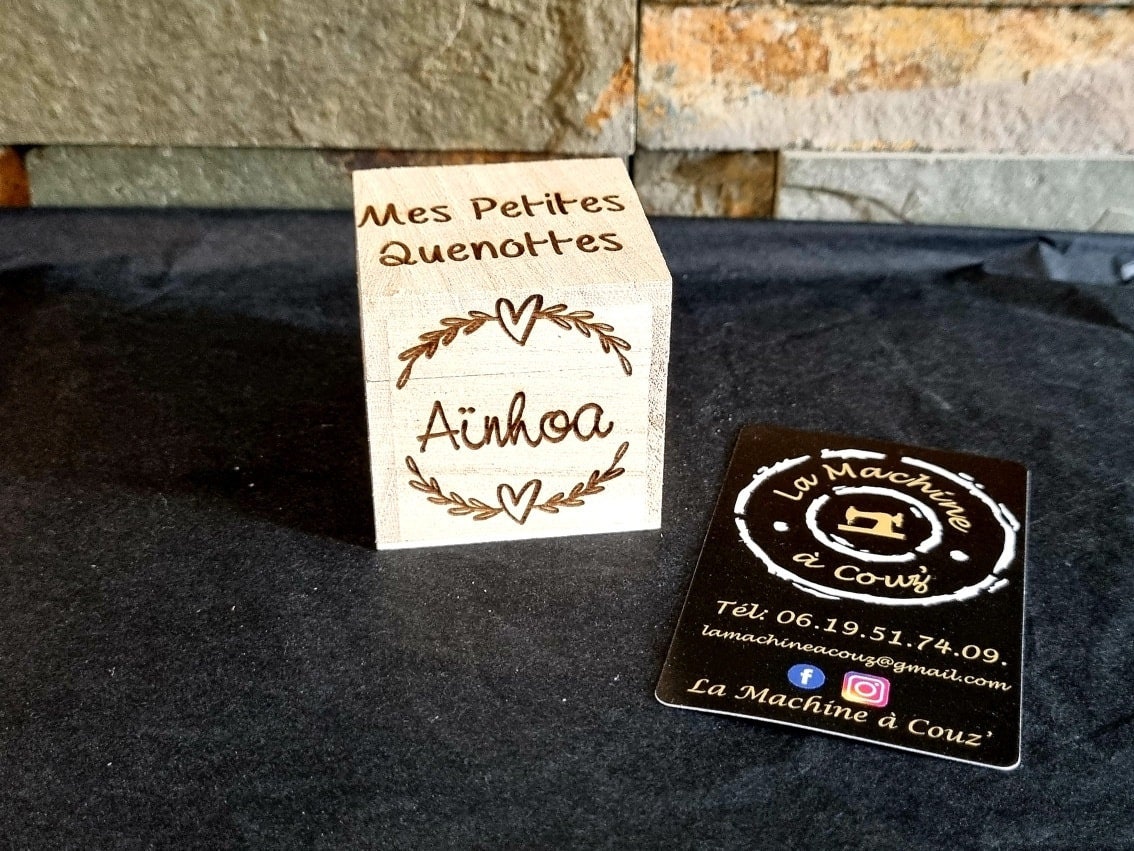 Mes Petites
Quenottes
Aïnhoa
La Machine
à Couz'
Tél: 06.19.51.74.09.
lamachineacouz@gmail.com
La Machine à Couz'